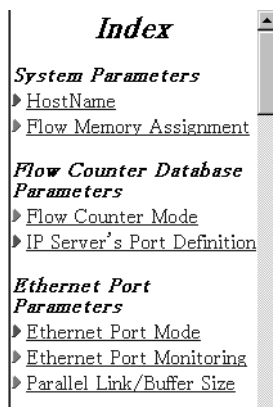 Index
System Parameters
HostName
Flow Memory Assignment
Flow Counter Database
Parameters
Flow Counter Mode
IP Server's Port Definition
Ethernet Port
Parameters
Ethernet Port Mode
Ethernet Port Monitoring
Parallel Link/Buffer Size